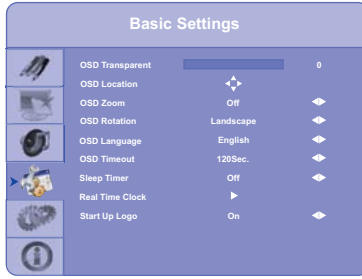 Basic Settings
OSD Transparent 0
OSD Location
OSD Zoom Off
OSD Rotation Landscape
OSD Language English
OSD Timeout 120Sec.
Sleep Timer Off
Real Time Clock
Start Up Logo On